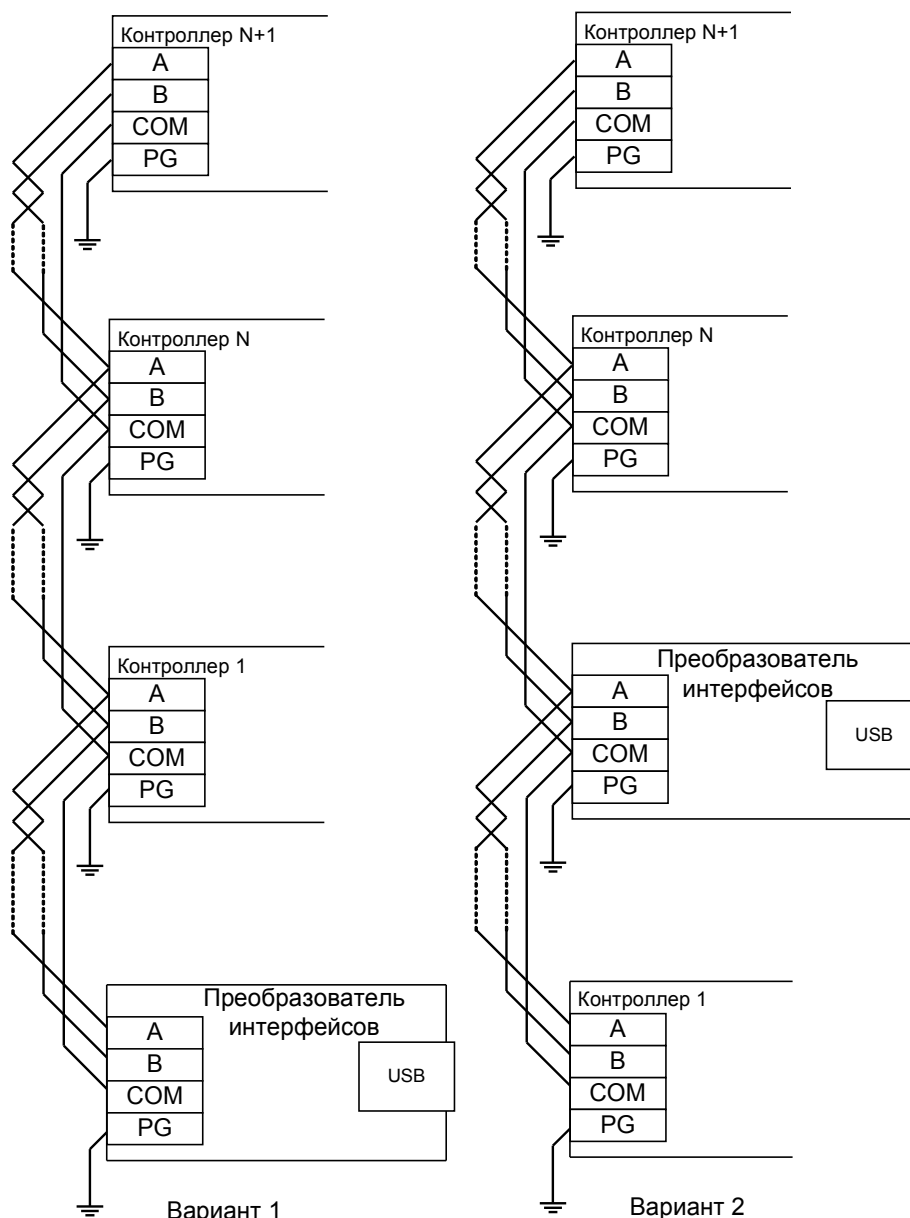 Контроллер N+1
A
B
COM
PG
Контроллер N
A
B
COM
PG
Контроллер 1
A
B
COM
PG
Преобразователь
интерфейсов
A
B
COM
PG
USB
Вариант 1
Контроллер N+1
A
B
COM
PG
Контроллер N
A
B
COM
PG
Преобразователь
интерфейсов
A
B
COM
PG
USB
Контроллер 1
A
B
COM
PG
Вариант 2